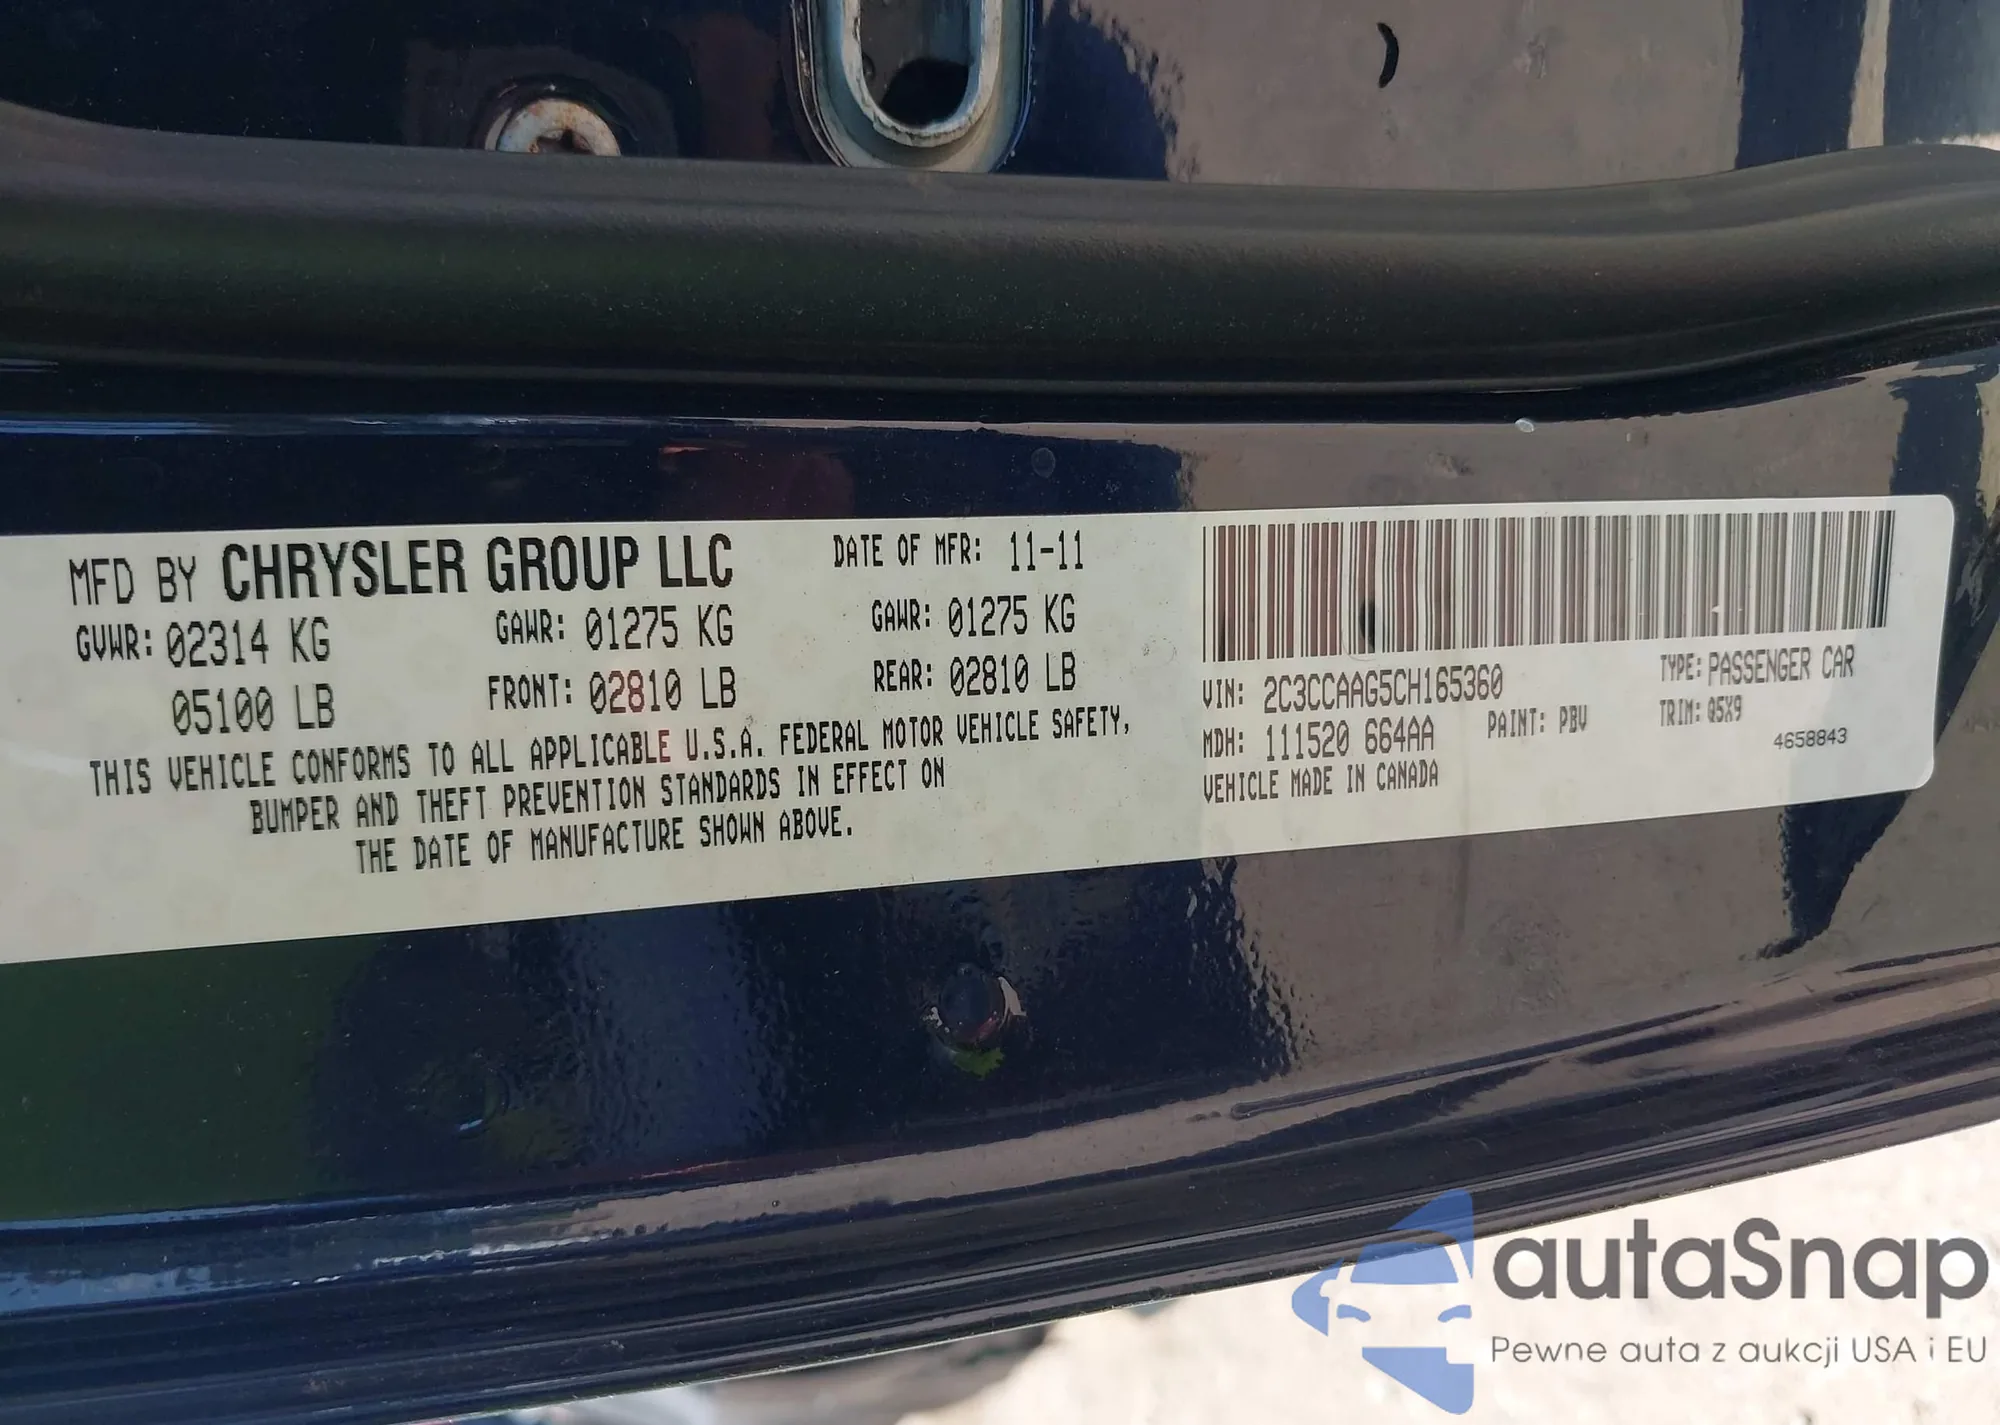 MFD BY CHRYSLER GROUP LLC
DATE OF MFR: 11-11
GVWR: 02314 KG
GAWR: 01275 KG
GAWR: 01275 KG
05100 LB
FRONT: 02810 LB
REAR: 02810 LB
THIS VEHICLE CONFORMS TO ALL APPLICABLE U.S.A. FEDERAL MOTOR VEHICLE SAFETY,
BUMPER AND THEFT PREVENTION STANDARDS IN EFFECT ON
THE DATE OF MANUFACTURE SHOWN ABOVE.
VIN: 2C3CCAAG5CH165360
TYPE: PASSENGER CAR
MDH: 111520 664AA
PAINT: PBV
TRIM: Q5X9
VEHICLE MADE IN CANADA
4658843
autaSnap
Pewne auta z aukcji USA i EU